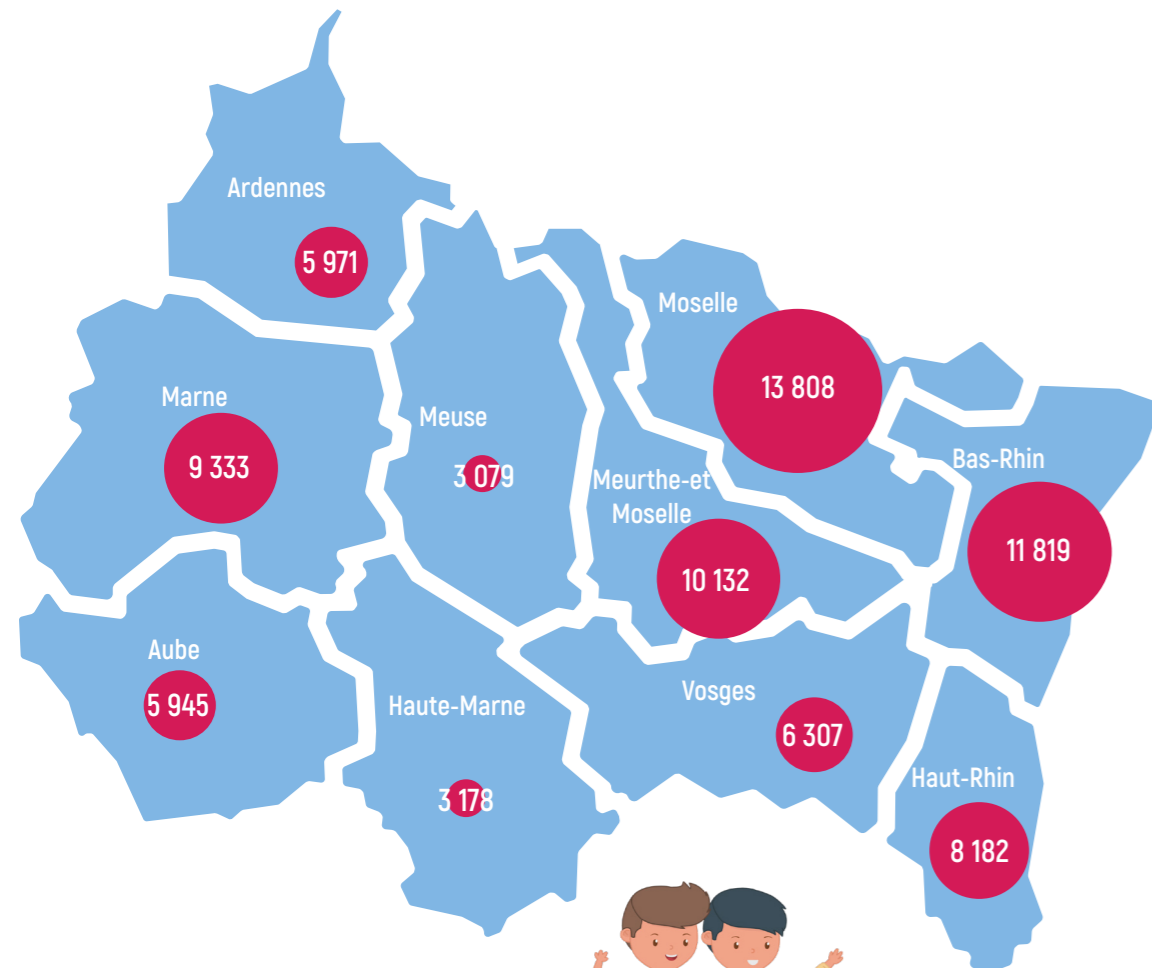 Ardennes
5 971
Moselle
13 808
Marne
9 333
Meuse
3 079
Meurthe-et
Moselle
10 132
Bas-Rhin
11 819
Aube
5 945
Haute-Marne
3 178
Vosges
6 307
Haut-Rhin
8 182